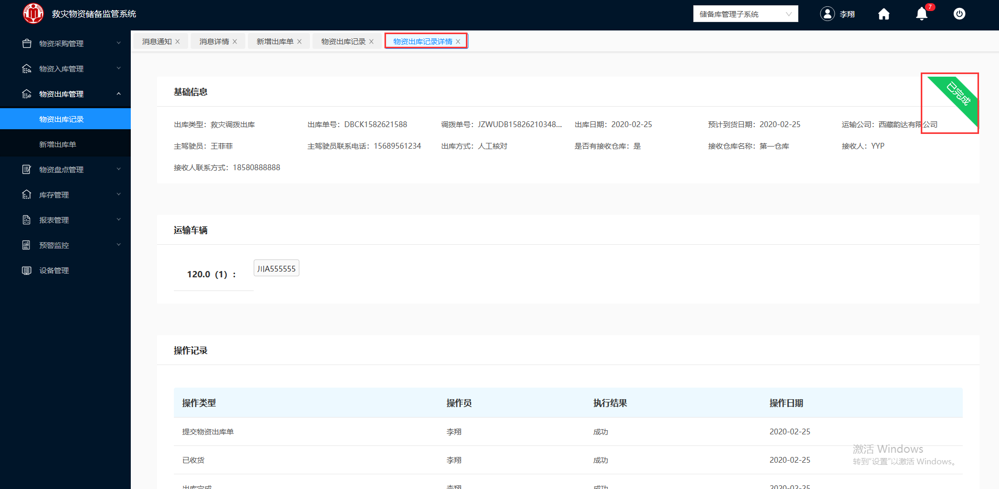 救灾物资储备监管系统
储备库管理子系统
李翔
7
物资采购管理
物资入库管理
物资出库管理
物资出库记录
新增出库单
物资盘点管理
库存管理
报表管理
预警监控
设备管理
消息通知 消息详情 新增出库单 物资出库记录 物资出库记录详情
基础信息
已完成
出库类型：救灾调拨出库 出库单号：DBCK1582621588 调拨单号：JZWUDB15826210348... 出库日期：2020-02-25 预计到货日期：2020-02-25 运输公司：西藏韵达有限公司
主驾驶员：王菲菲 主驾驶员联系电话：15689561234 出库方式：人工核对 是否有接收仓库：是 接收仓库名称：第一仓库 接收人：YYP
接收人联系方式：18580888888
运输车辆
120.0（1）： 川A555555
操作记录
操作类型 操作员 执行结果 操作日期
提交物资出库单 李翔 成功 2020-02-25
已收货 李翔 成功 2020-02-25
出库完成 李翔 成功 2020-02-25
激活 Windows
转到"设置"以激活 Windows。